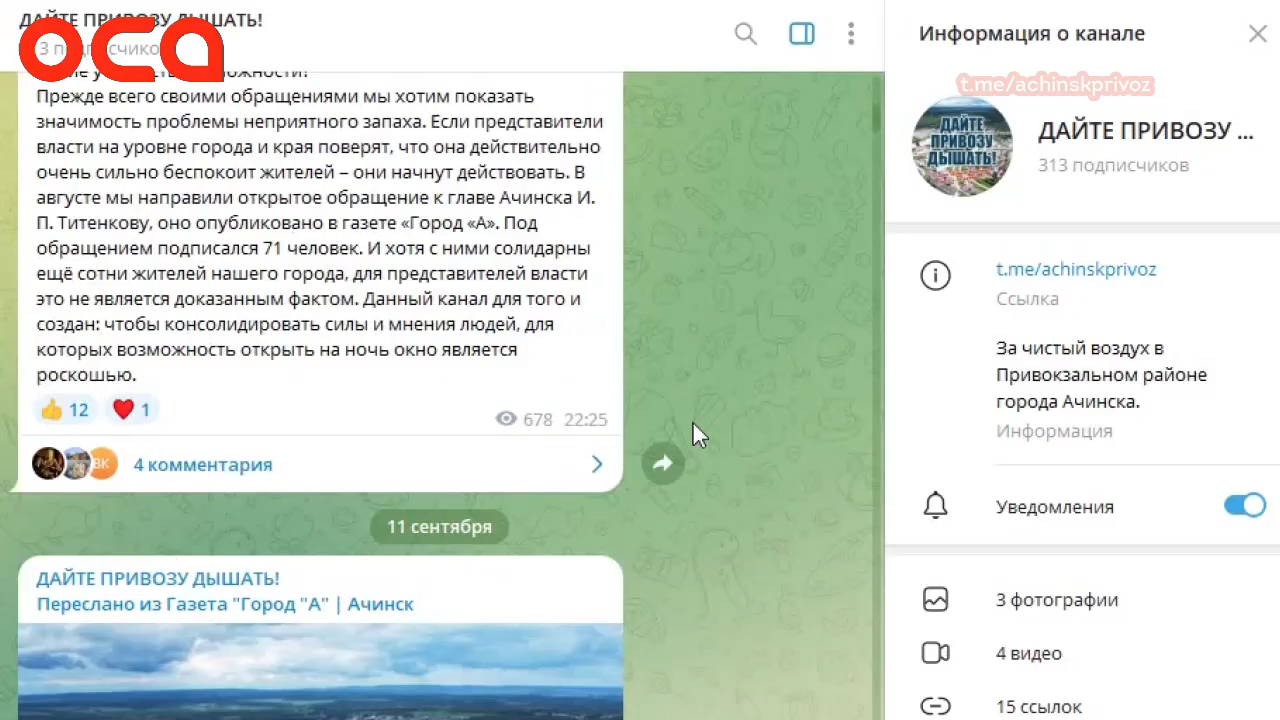 ДАЙТЕ ПРИВОЗУ ДЫШАТЬ!
оса
Прежде всего своими обращениями мы хотим показать
значимость проблемы неприятного запаха. Если представители
власти на уровне города и края поверят, что она действительно
очень сильно беспокоит жителей – они начнут действовать. В
августе мы направили открытое обращение к главе Ачинска И.
П. Титенкову, оно опубликовано в газете «Город «А». Под
обращением подписался 71 человек. И хотя с ними солидарны
ещё сотни жителей нашего города, для представителей власти
это не является доказанным фактом. Данный канал для того и
создан: чтобы консолидировать силы и мнения людей, для
которых возможность открыть на ночь окно является
роскошью.
12 1
678 22:25
ВК
4 комментария
11 сентября
ДАЙТЕ ПРИВОЗУ ДЫШАТЬ!
Переслано из Газета "Город "А" | Ачинск
Информация о канале
t.me/achinskprivoz
ДАЙТЕ
ПРИВОЗУ
ДЫШАТЬ!
ДАЙТЕ ПРИВОЗУ ...
313 подписчиков
t.me/achinskprivoz
Ссылка
За чистый воздух в
Привокзальном районе
города Ачинска.
Информация
Уведомления
3 фотографии
4 видео
15 ссылок